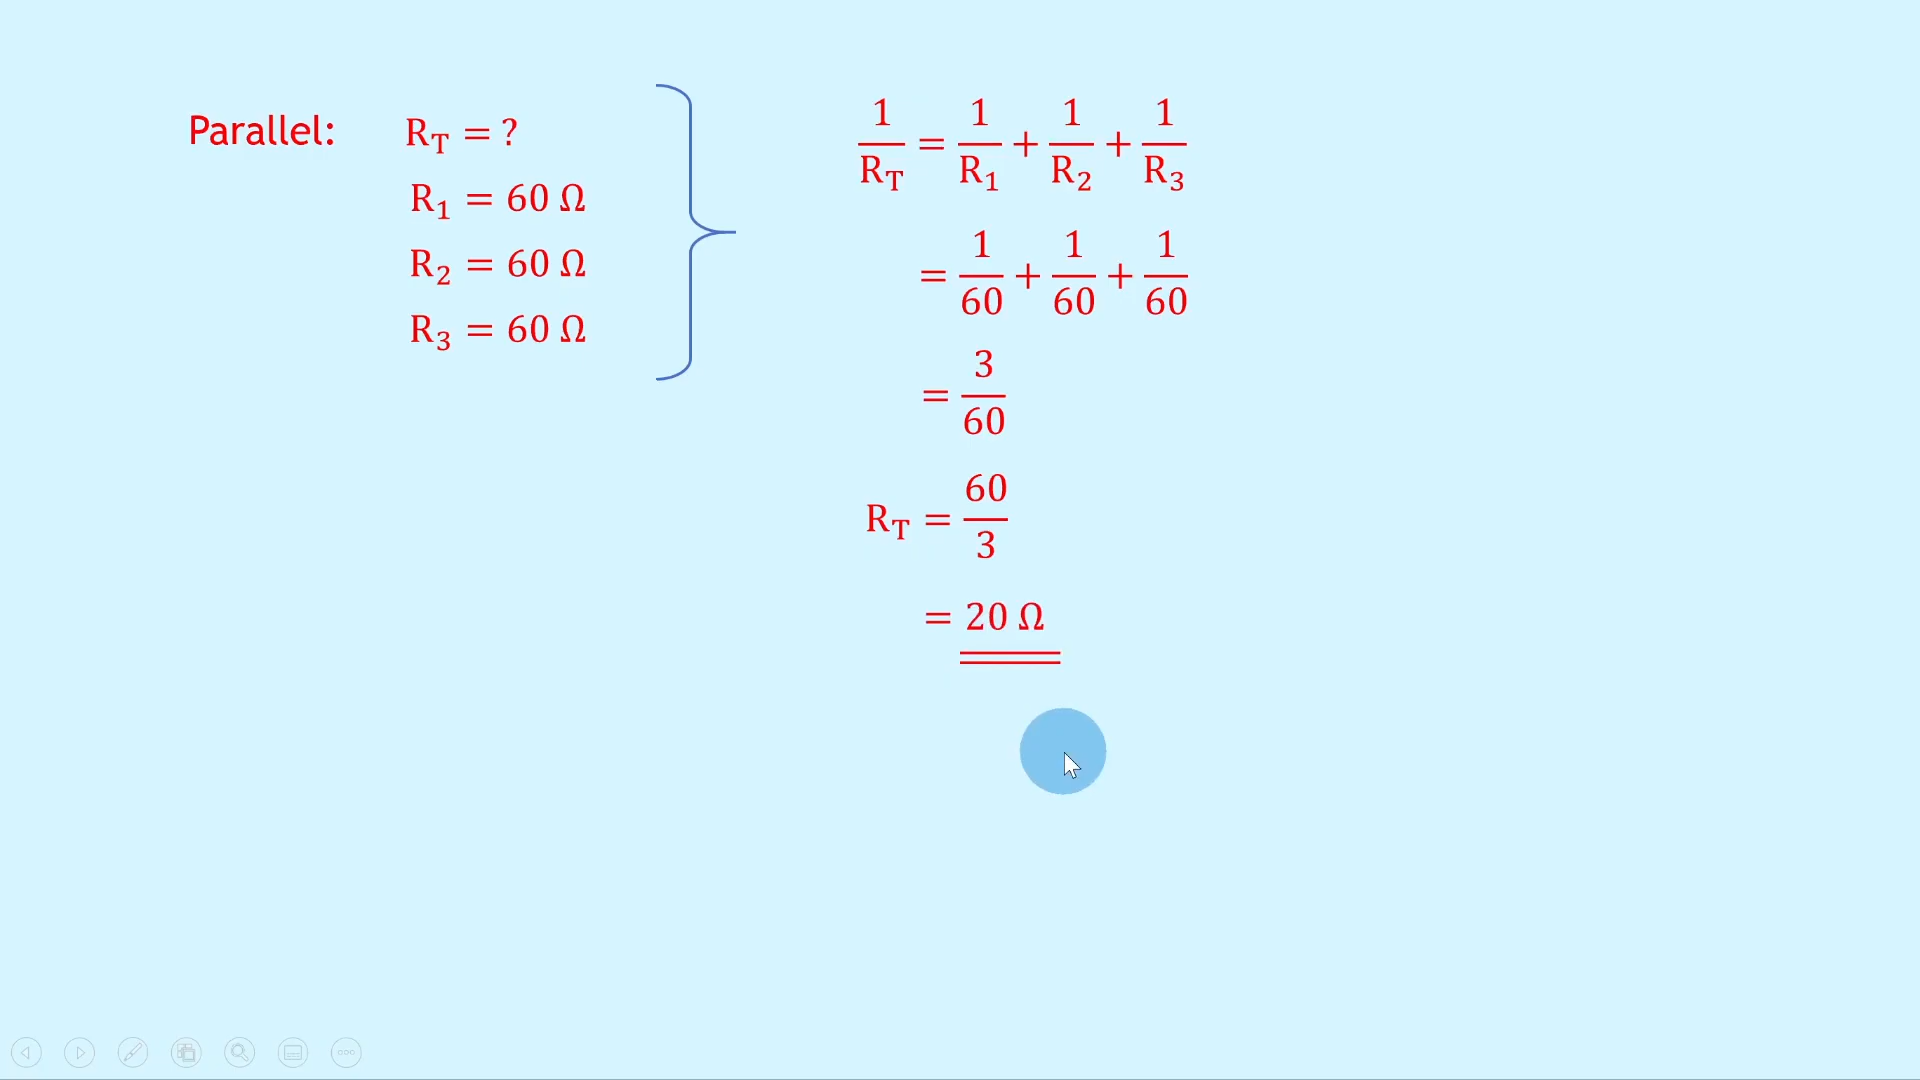 Parallel: R_T = ?
R_1 = 60 Ω
R_2 = 60 Ω
R_3 = 60 Ω
1/R_T = 1/R_1 + 1/R_2 + 1/R_3
= 1/60 + 1/60 + 1/60
= 3/60
R_T = 60/3
= 20 Ω